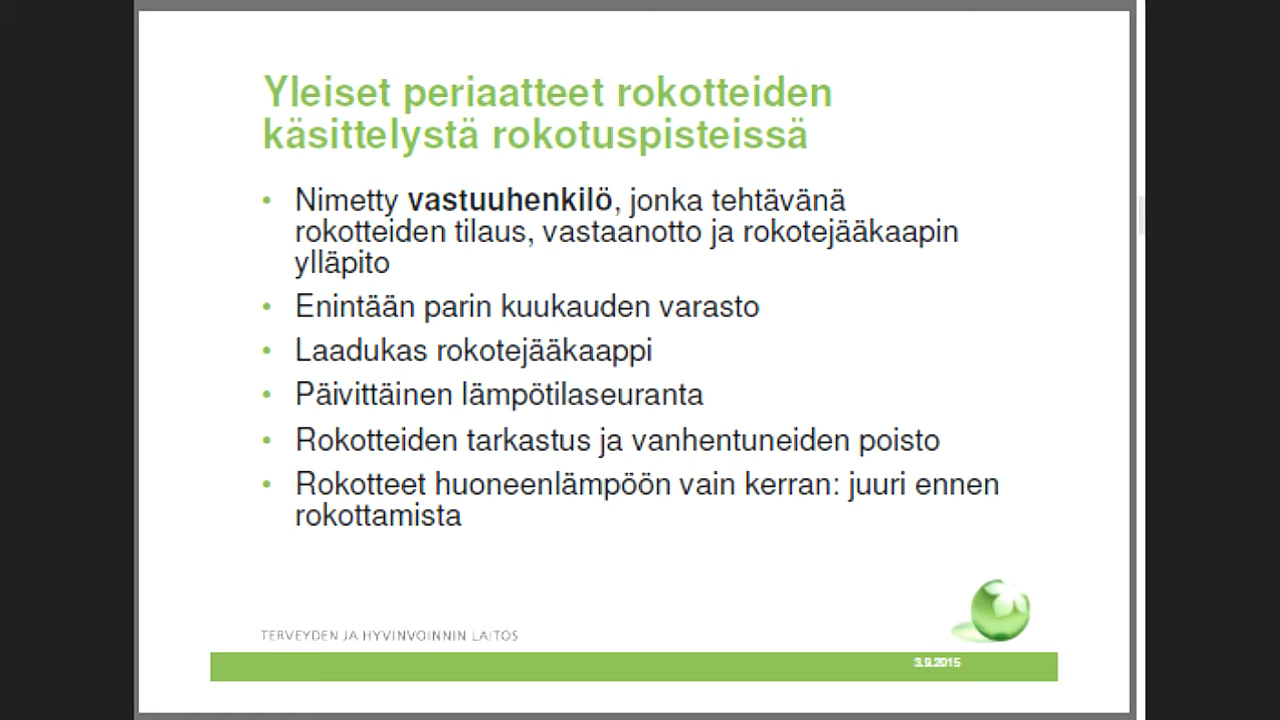 Yleiset periaatteet rokotteiden
käsittelystä rokotuspisteissä
• Nimetty vastuuhenkilö, jonka tehtävänä
rokotteiden tilaus, vastaanotto ja rokotejääkaapin
ylläpito
• Enintään parin kuukauden varasto
• Laadukas rokotejääkaappi
• Päivittäinen lämpötilaseuranta
• Rokotteiden tarkastus ja vanhentuneiden poisto
• Rokotteet huoneenlämpöön vain kerran: juuri ennen
rokottamista
TERVEYDEN JA HYVINVOINNIN LAITOS
3.9.2015